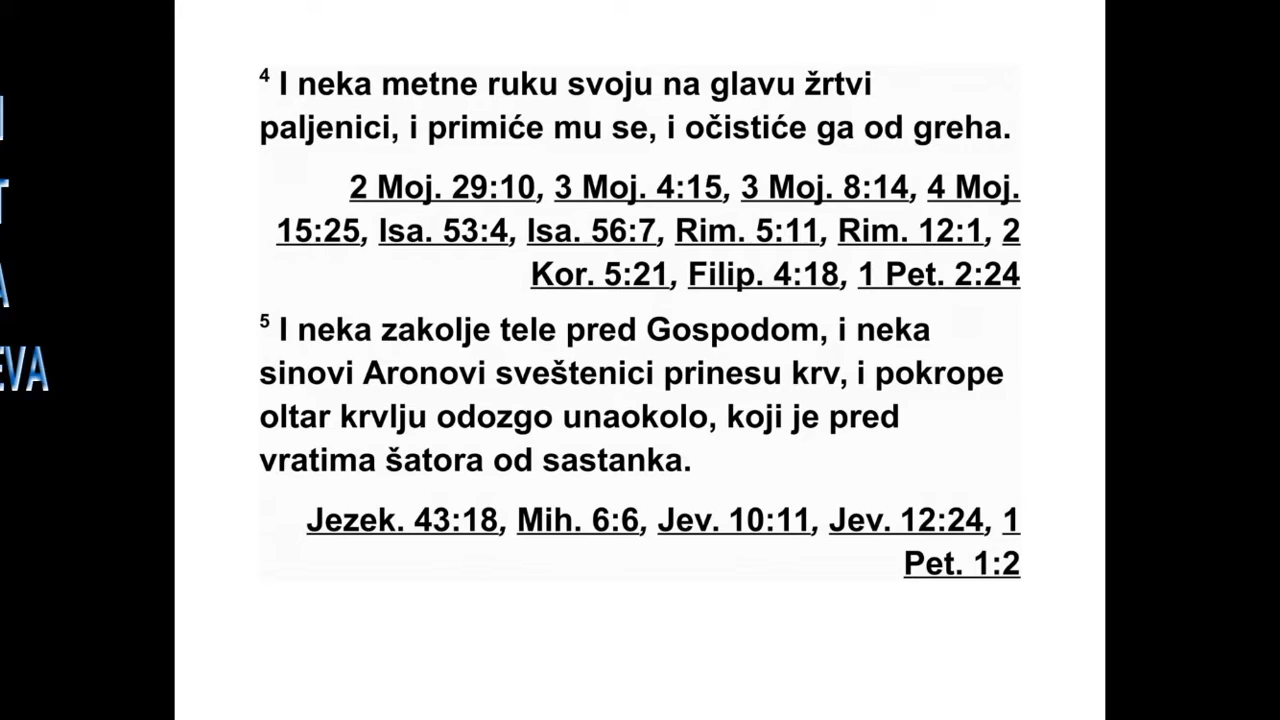 4 I neka metne ruku svoju na glavu žrtvi
paljenici, i primiće mu se, i očistiće ga od greha.
2 Moj. 29:10, 3 Moj. 4:15, 3 Moj. 8:14, 4 Moj.
15:25, Isa. 53:4, Isa. 56:7, Rim. 5:11, Rim. 12:1, 2
Kor. 5:21, Filip. 4:18, 1 Pet. 2:24
5 I neka zakolje tele pred Gospodom, i neka
sinovi Aronovi sveštenici prinesu krv, i pokrope
oltar krvlju odozgo unaokolo, koji je pred
vratima šatora od sastanka.
Jezek. 43:18, Mih. 6:6, Jev. 10:11, Jev. 12:24, 1
Pet. 1:2